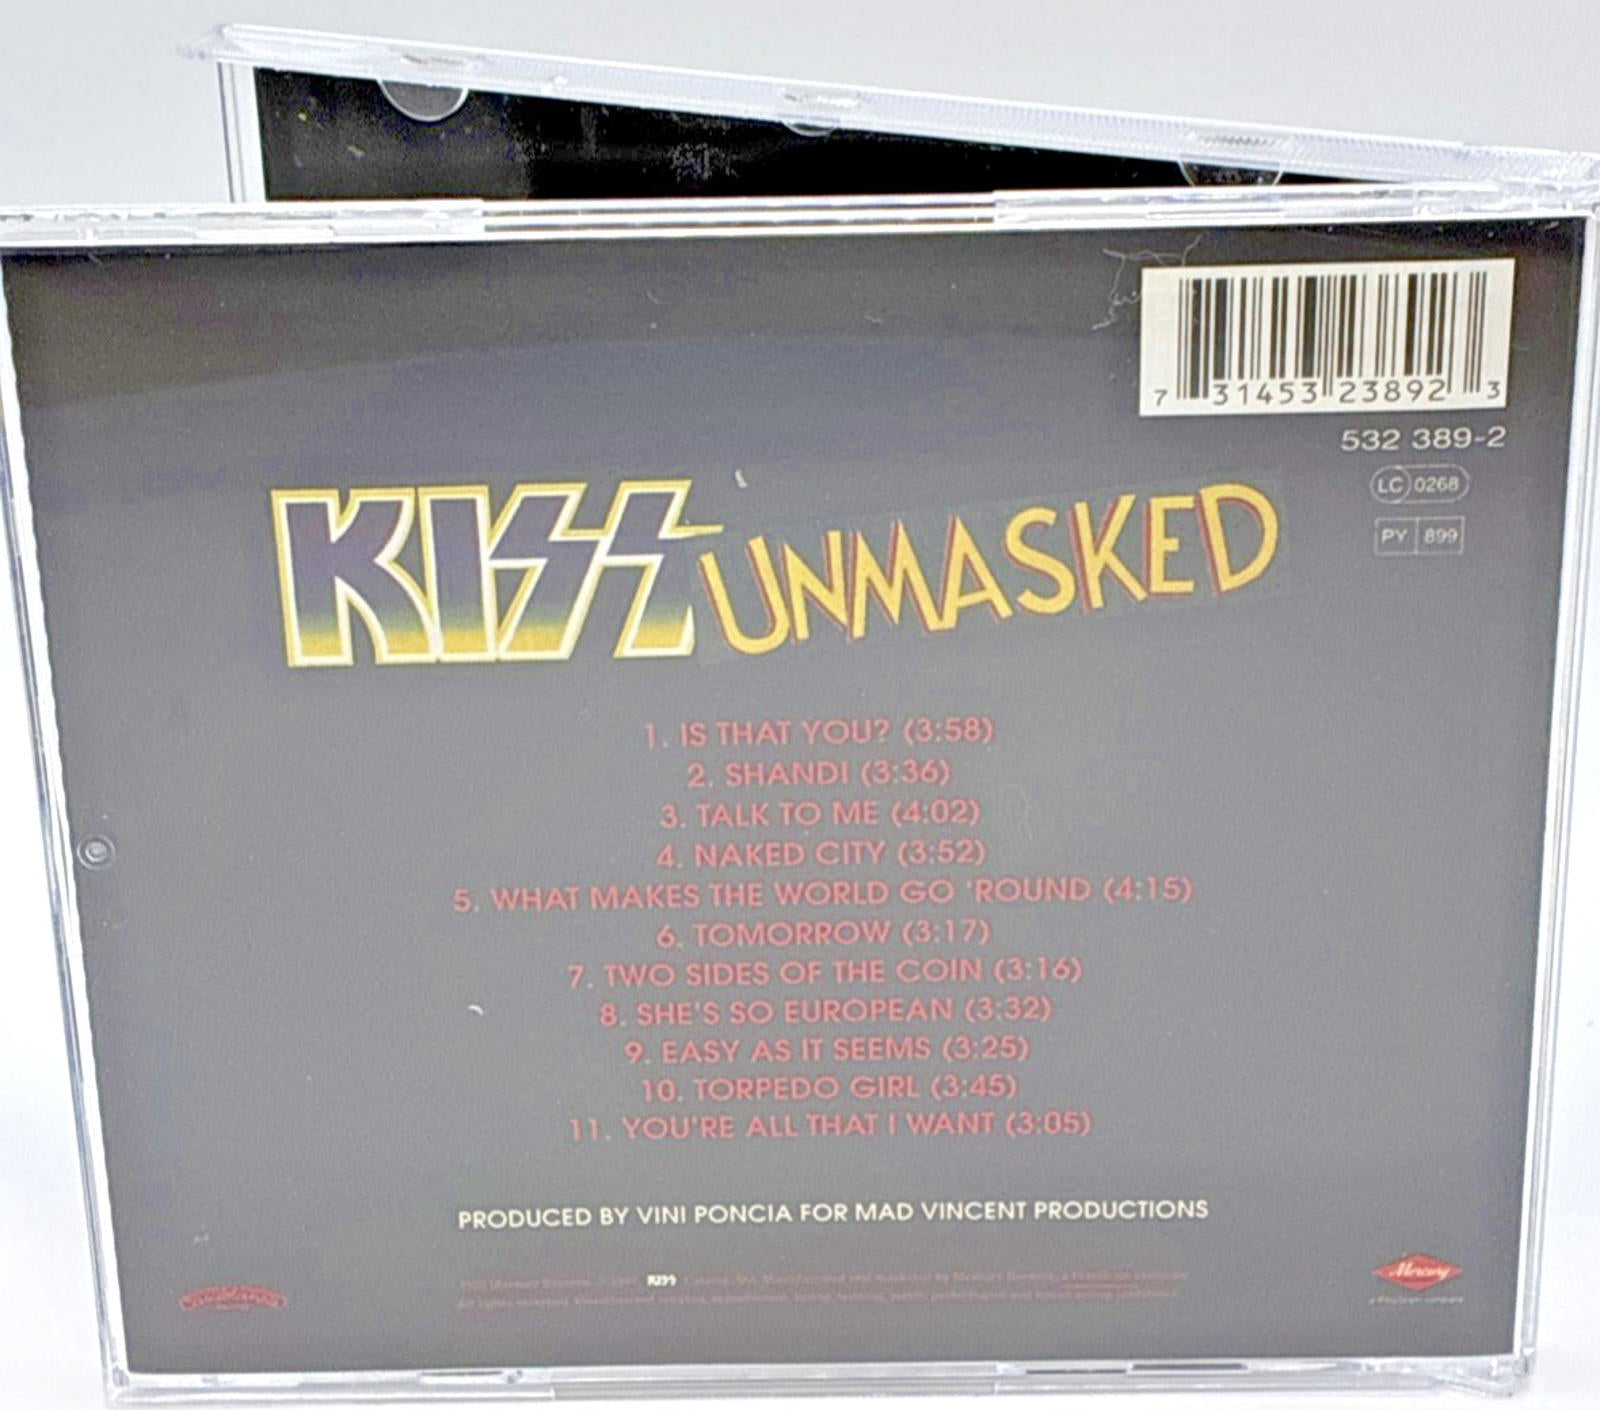 7 31453 23892 3
532 389-2
LC 0268
PY 899
KISS UNMASKED
1. IS THAT YOU? (3:58)
2. SHANDI (3:36)
3. TALK TO ME (4:02)
4. NAKED CITY (3:52)
5. WHAT MAKES THE WORLD GO 'ROUND (4:15)
6. TOMORROW (3:17)
7. TWO SIDES OF THE COIN (3:16)
8. SHE'S SO EUROPEAN (3:32)
9. EASY AS IT SEEMS (3:25)
10. TORPEDO GIRL (3:45)
11. YOU'RE ALL THAT I WANT (3:05)
PRODUCED BY VINI PONCIA FOR MAD VINCENT PRODUCTIONS
Mercury